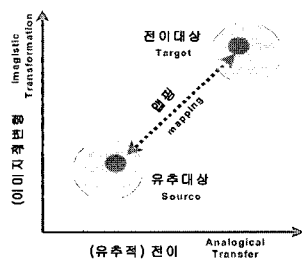 전이대상
Target
Imagistic
Transformation
(이미지적)변형
맵핑
mapping
유추대상
Source
(유추적) 전이
Analogical
Transfer